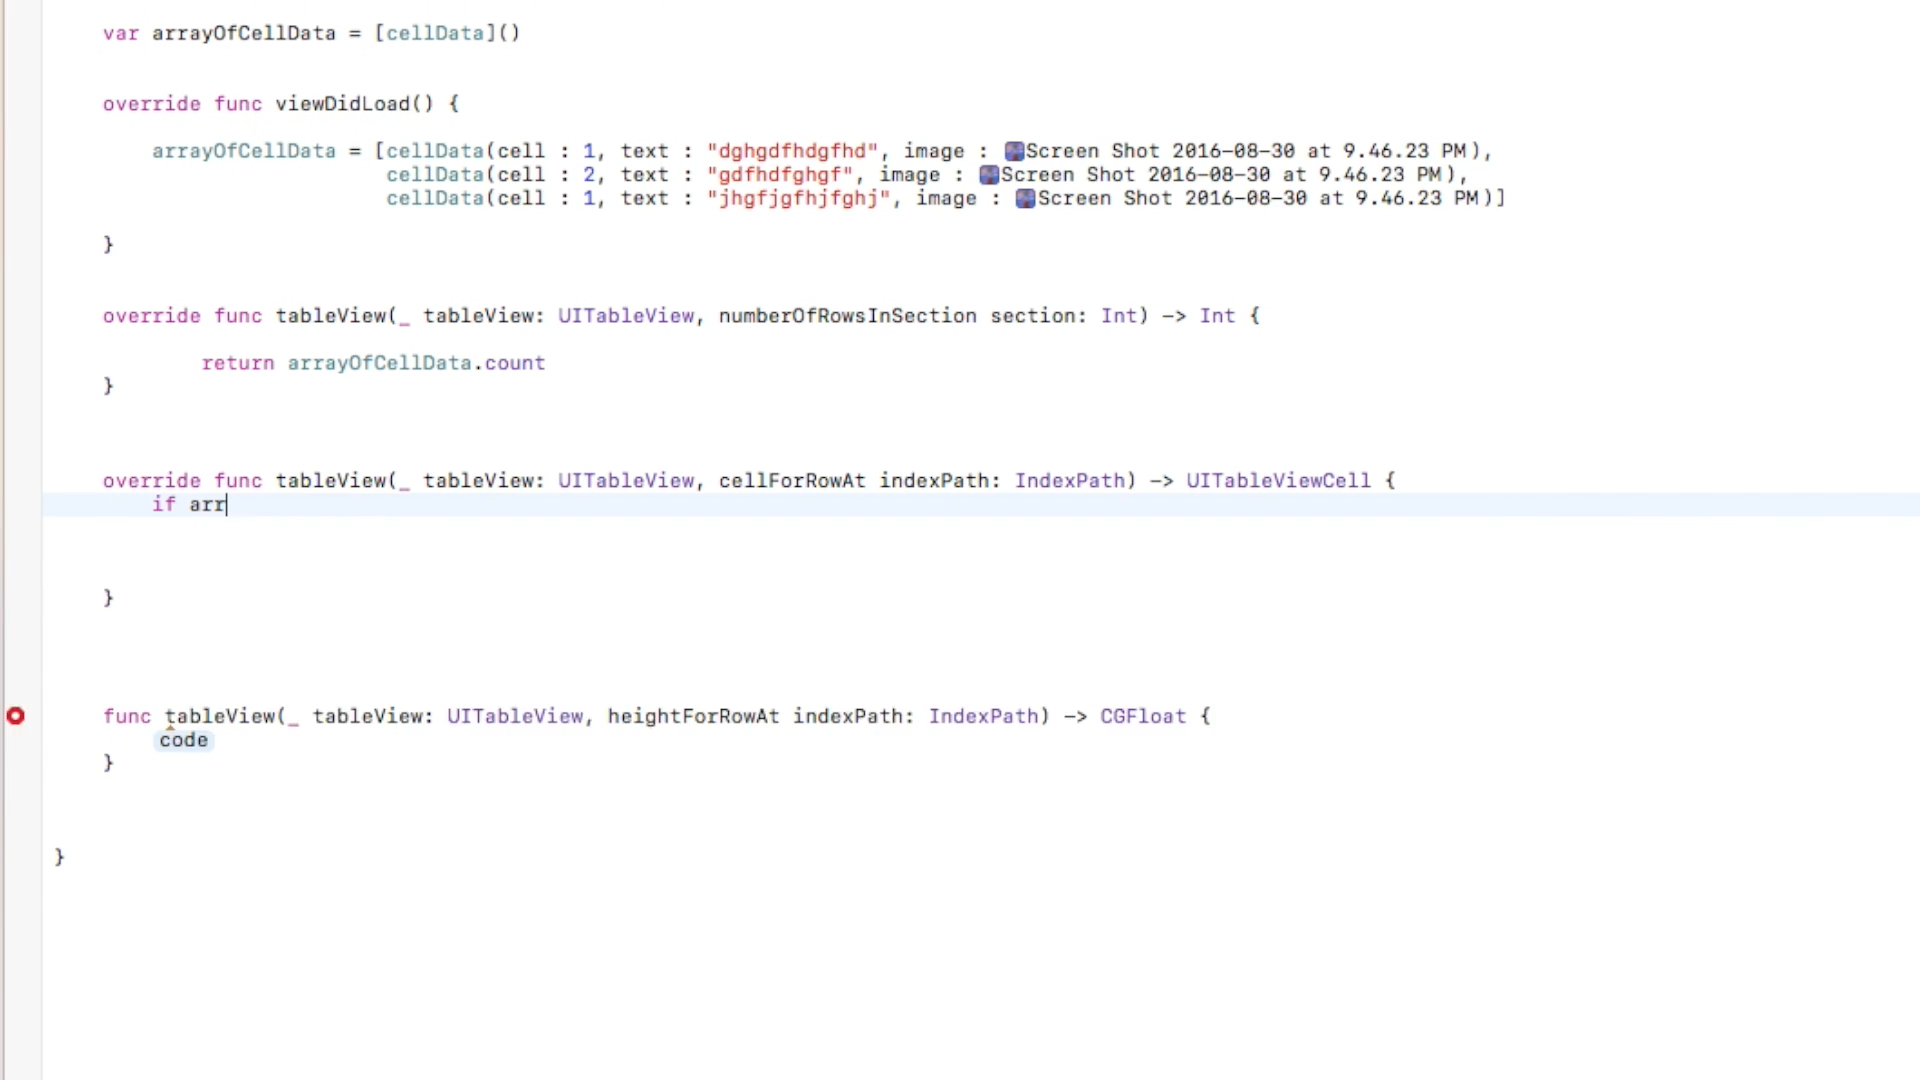 var arrayOfCellData = [cellData]()
override func viewDidLoad() {
arrayOfCellData = [cellData(cell : 1, text : "dghgdfhdgfhd", image : Screen Shot 2016-08-30 at 9.46.23 PM),
cellData(cell : 2, text : "gdfhdfghgf", image : Screen Shot 2016-08-30 at 9.46.23 PM),
cellData(cell : 1, text : "jhgfjgfhjfghj", image : Screen Shot 2016-08-30 at 9.46.23 PM)]
}
override func tableView(_ tableView: UITableView, numberOfRowsInSection section: Int) -> Int {
return arrayOfCellData.count
}
override func tableView(_ tableView: UITableView, cellForRowAt indexPath: IndexPath) -> UITableViewCell {
if arr
}
func tableView(_ tableView: UITableView, heightForRowAt indexPath: IndexPath) -> CGFloat {
code
}
}